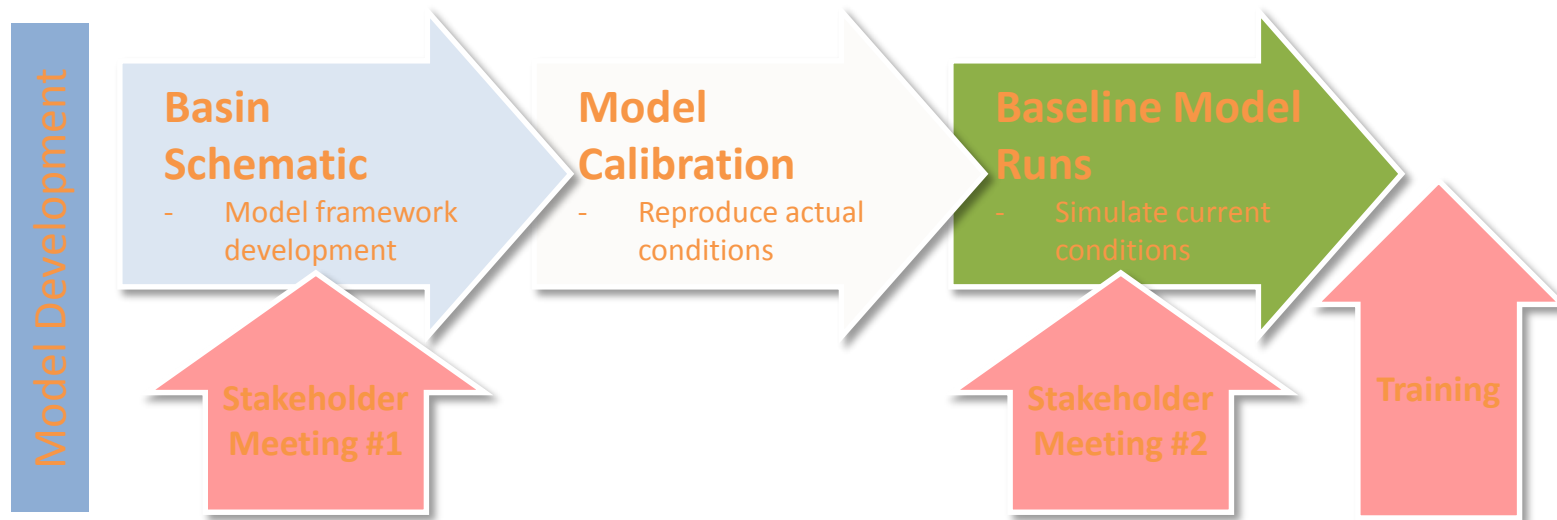 Model Development
Basin
Schematic
- Model framework
development
Model
Calibration
- Reproduce actual
conditions
Baseline Model
Runs
- Simulate current
conditions
Stakeholder
Meeting #1
Stakeholder
Meeting #2
Training